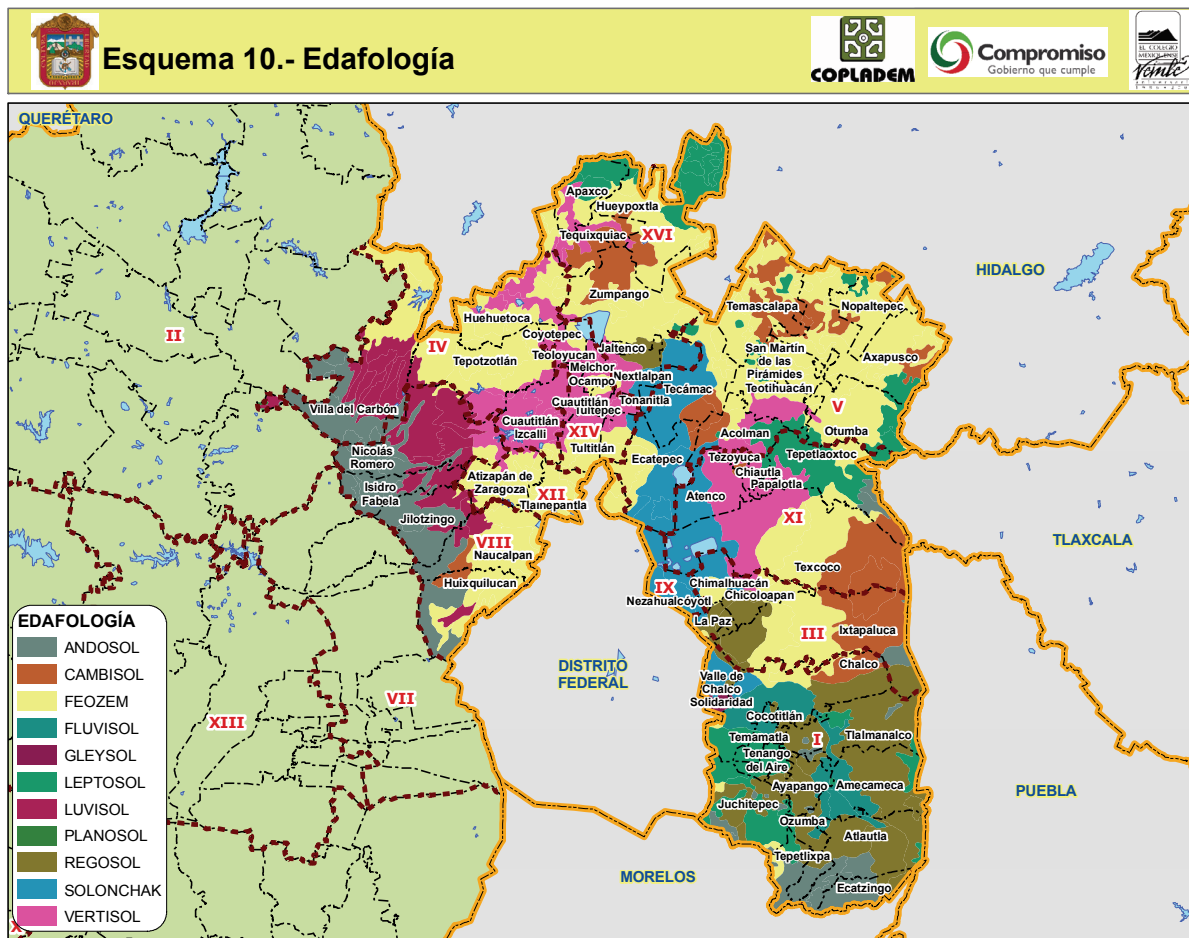 Esquema 10.- Edafología
COPLADEM
Compromiso
Gobierno que cumple
EL COLEGIO
MEXIQUENSE
QUERÉTARO
HIDALGO
TLAXCALA
PUEBLA
MORELOS
DISTRITO
FEDERAL
II
IV
XVI
V
XIV
XII
VIII
XI
IX
III
I
VII
XIII
X
Apaxco
Hueypoxtla
Tequixquiac
Zumpango
Huehuetoca
Coyotepec
Tepotzotlán
Teoloyucan
Jaltenco
Melchor
Ocampo
Nextlalpan
Tecámac
Tonanitla
Cuautitlán
Tultepec
Cuautitlán
Izcalli
Tultitlán
Villa del Carbón
Nicolás
Romero
Isidro
Fabela
Jilotzingo
Atizapán de
Zaragoza
Tlalnepantla
Naucalpan
Huixquilucan
Ecatepec
Temascalapa
Nopaltepec
San Martín
de las
Pirámides
Teotihuacán
Axapusco
Otumba
Acolman
Tepetlaoxtoc
Tezoyuca
Chiautla
Papalotla
Atenco
Texcoco
Chimalhuacán
Chicoloapan
Nezahualcóyotl
La Paz
Ixtapaluca
Chalco
Valle de
Chalco
Solidaridad
Cocotitlán
Temamatla
Tlalmanalco
Tenango
del Aire
Ayapango
Amecameca
Juchitepec
Ozumba
Atlautla
Tepetlixpa
Ecatzingo
EDAFOLOGÍA
ANDOSOL
CAMBISOL
FEOZEM
FLUVISOL
GLEYSOL
LEPTOSOL
LUVISOL
PLANOSOL
REGOSOL
SOLONCHAK
VERTISOL